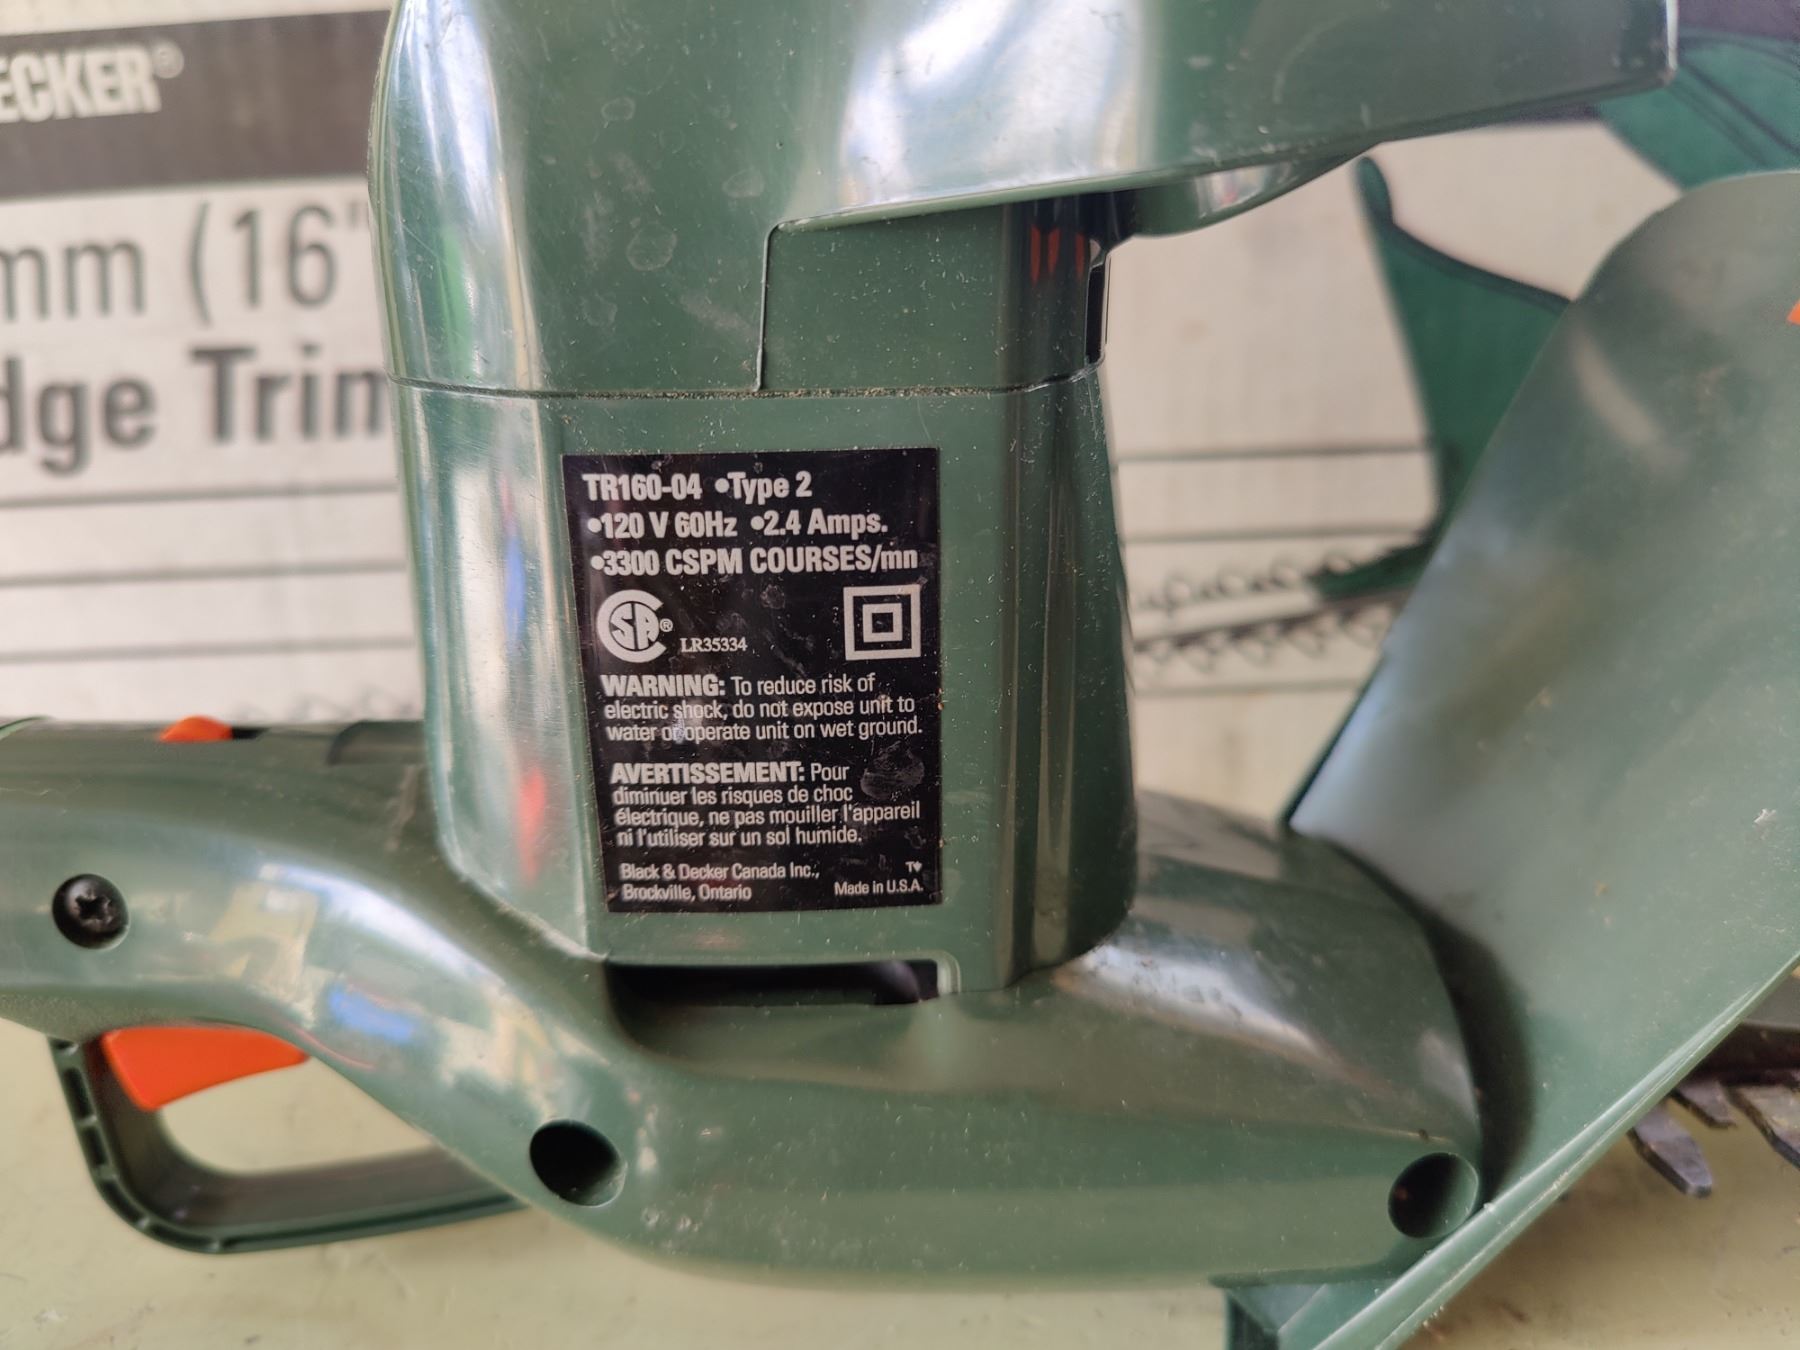 ECKER®
mm (16"
dge Trim
TR160-04 •Type 2
•120 V 60Hz •2.4 Amps.
•3300 CSPM COURSES/mn
CSA® LR35334
WARNING: To reduce risk of
electric shock, do not expose unit to
water or operate unit on wet ground.
AVERTISSEMENT: Pour
diminuer les risques de choc
électrique, ne pas mouiller l'appareil
ni l'utiliser sur un sol humide.
Black & Decker Canada Inc.,
Brockville, Ontario
Made in U.S.A.